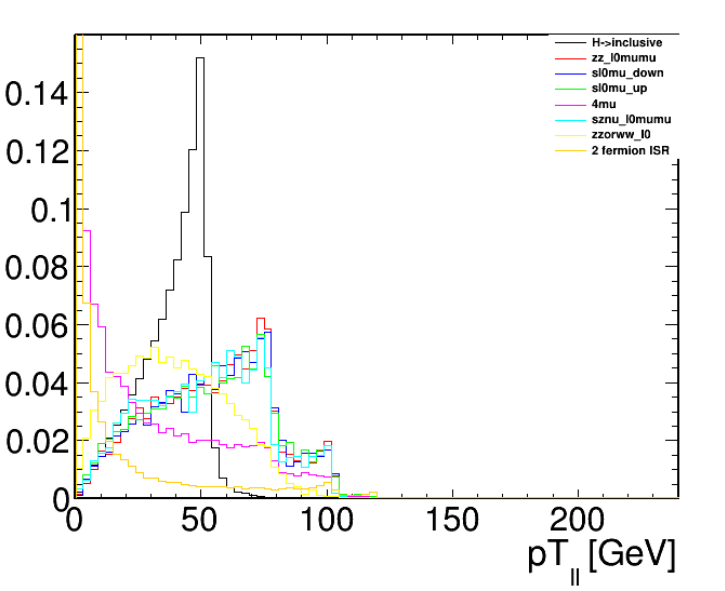 H->inclusive
zz_l0mumu
sl0mu_down
sl0mu_up
4mu
sznu_l0mumu
zzorww_l0
2 fermion ISR
0.14
0.12
0.1
0.08
0.06
0.04
0.02
0
0 50 100 150 200
pT_|| [GeV]